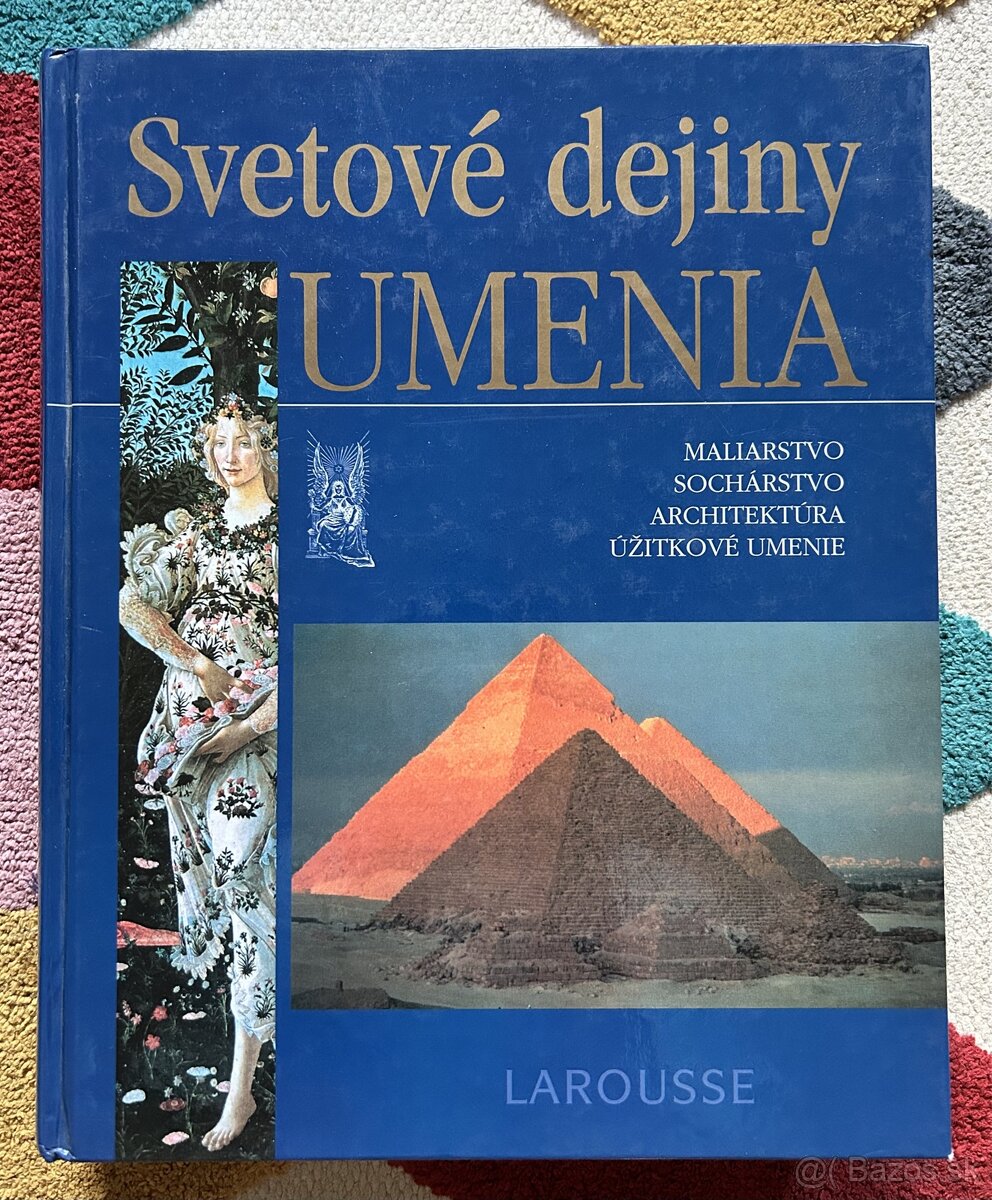 Svetové dejiny
UMENIA
MALIARSTVO
SOCHÁRSTVO
ARCHITEKTÚRA
ÚŽITKOVÉ UMENIE
LAROUSSE
@( Bazos.sk